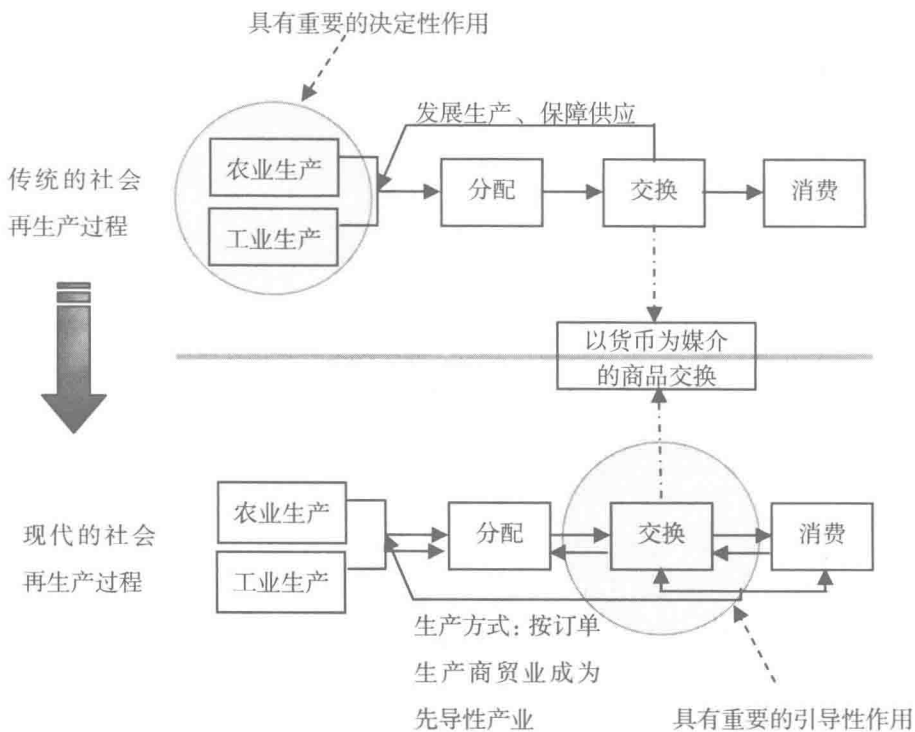 具有重要的决定性作用
发展生产、保障供应
农业生产
工业生产
分配
交换
消费
传统的社会
再生产过程
以货币为媒介
的商品交换
农业生产
工业生产
分配
交换
消费
现代的社会
再生产过程
生产方式：按订单
生产商贸业成为
先导性产业
具有重要的引导性作用